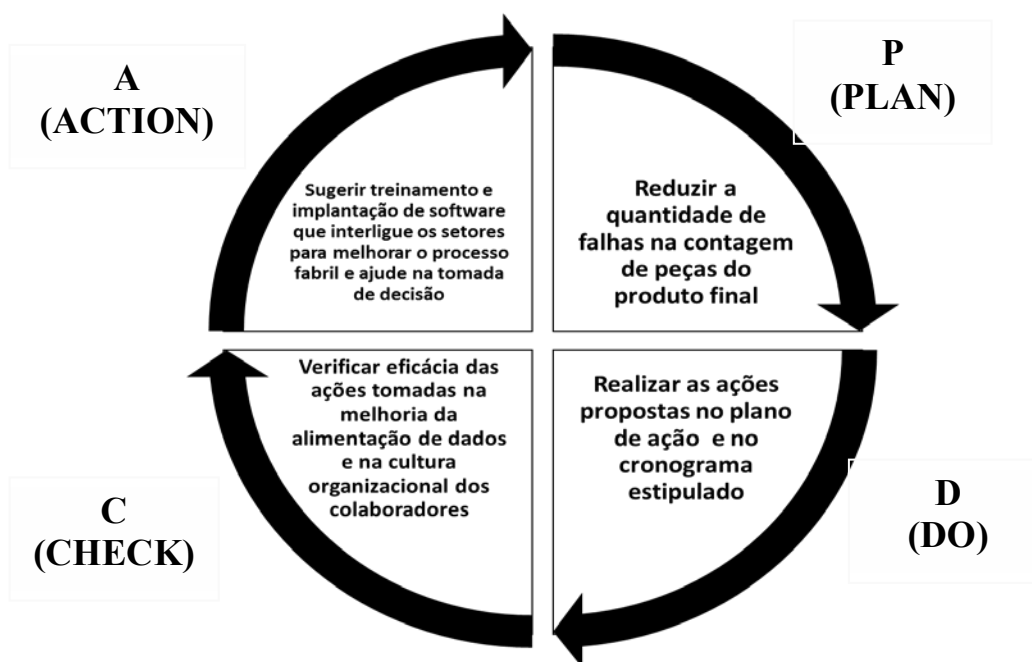 A
(ACTION)
P
(PLAN)
Sugerir treinamento e
implantação de software
que interligue os setores
para melhorar o processo
fabril e ajude na tomada
de decisão
Reduzir a
quantidade de
falhas na contagem
de peças do
produto final
Verificar eficácia das
ações tomadas na
melhoria da
alimentação de dados
e na cultura
organizacional dos
colaboradores
Realizar as ações
propostas no plano
de ação e no
cronograma
estipulado
C
(CHECK)
D
(DO)